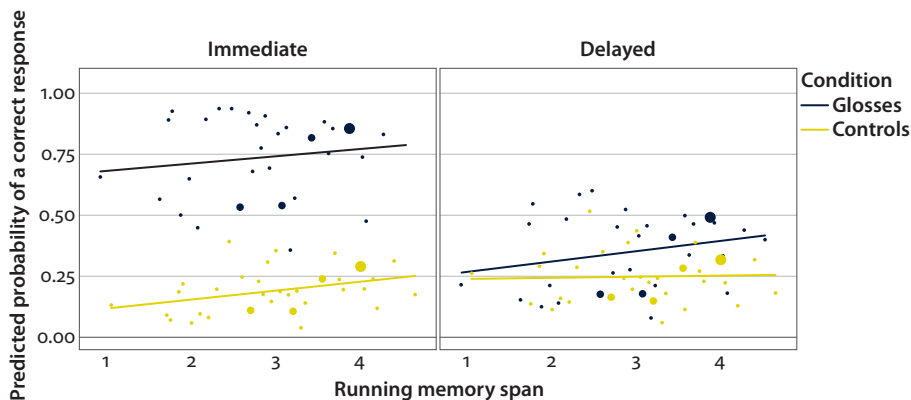 Immediate
Delayed
Predicted probability of a correct response
1.00
0.75
0.50
0.25
0.00
1 2 3 4
1 2 3 4
Running memory span
Condition
Glosses
Controls